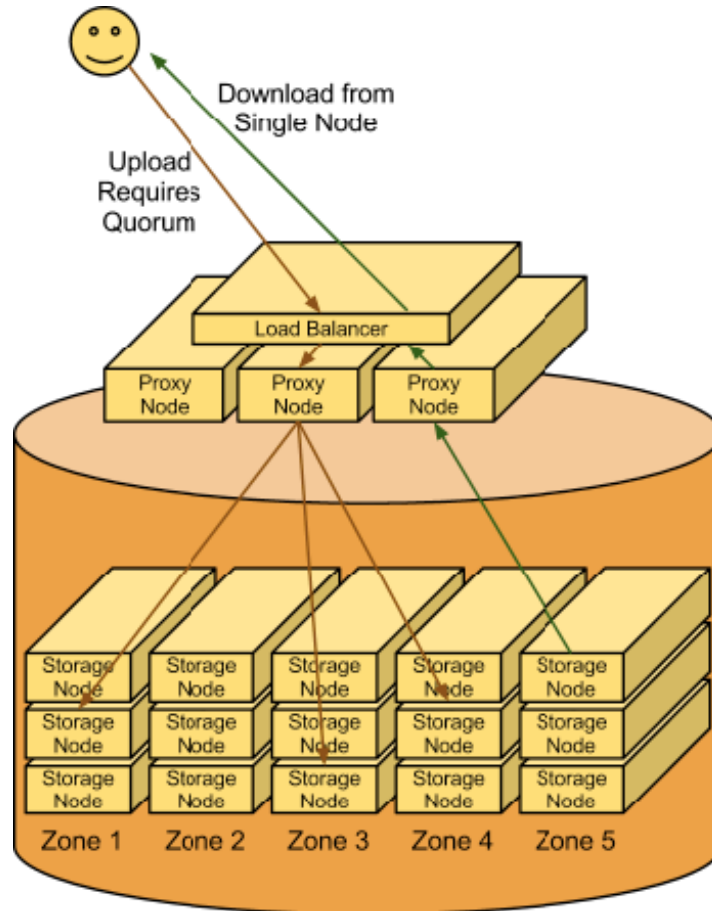 Download from
Single Node
Upload
Requires
Quorum
Load Balancer
Proxy
Node
Proxy
Node
Proxy
Node
Storage
Node
Storage
Node
Storage
Node
Storage
Node
Storage
Node
Storage
Node
Storage
Node
Storage
Node
Storage
Node
Storage
Node
Storage
Node
Storage
Node
Storage
Node
Storage
Node
Storage
Node
Zone 1
Zone 2
Zone 3
Zone 4
Zone 5